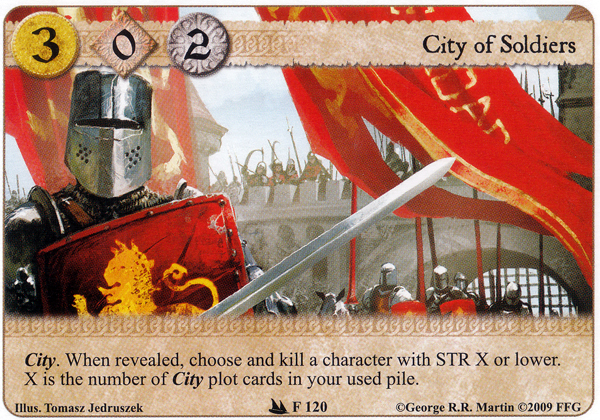 3 0 2 City of Soldiers
City. When revealed, choose and kill a character with STR X or lower.
X is the number of City plot cards in your used pile.
Illus. Tomasz Jedruszek F 120 ©George R.R. Martin ©2009 FFG